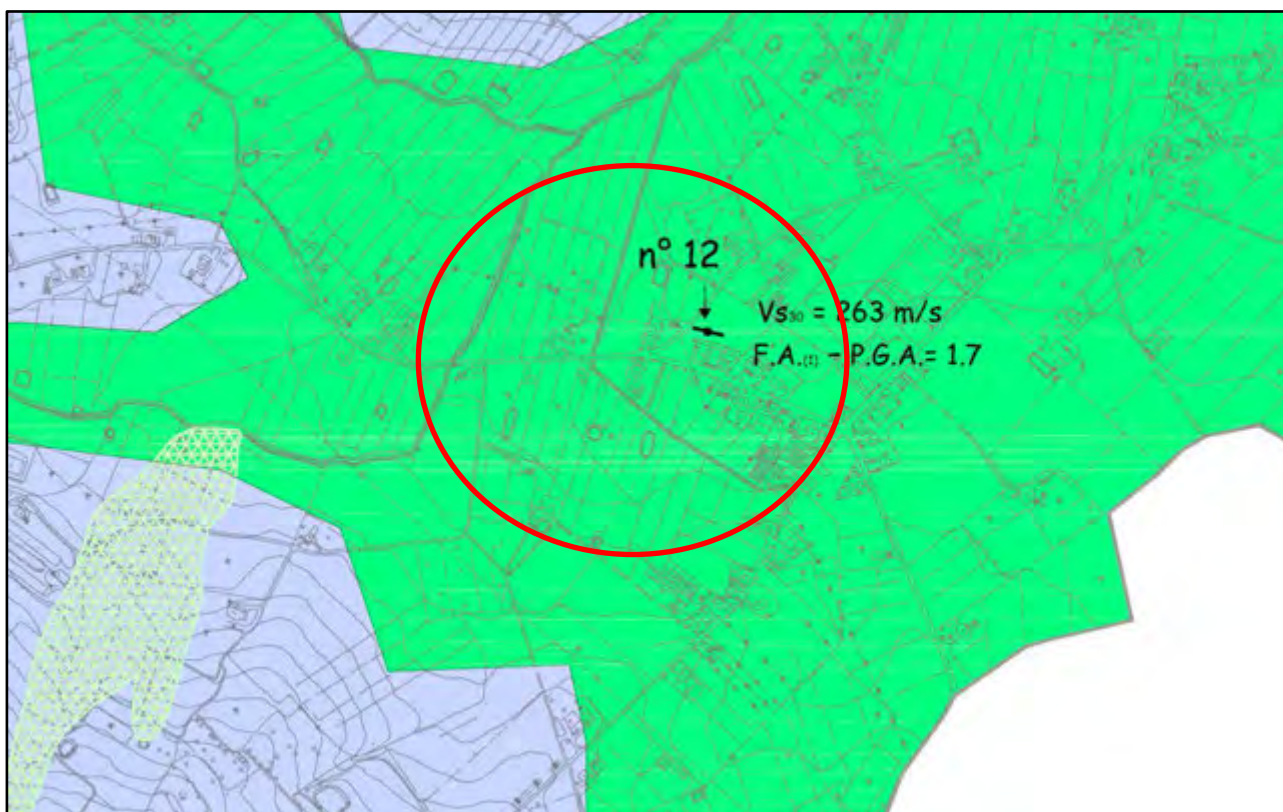 n° 12
Vs₃₀ = 263 m/s
F.A.₍₁₎ - P.G.A.= 1.7